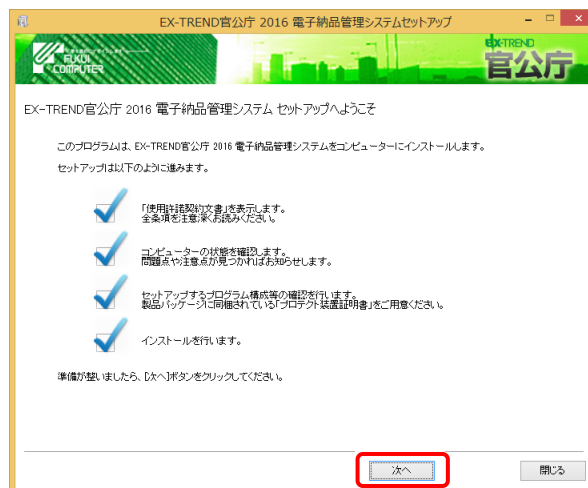 EX-TREND官公庁 2016 電子納品管理システムセットアップ
FUKUI
COMPUTER
EX-TREND
官公庁
EX-TREND官公庁 2016 電子納品管理システム セットアップへようこそ
このプログラムは、EX-TREND官公庁 2016 電子納品管理システムをコンピューターにインストールします。
セットアップは以下のように進みます。
「使用許諾契約文書」を表示します。
全条項を注意深くお読みください。
コンピューターの状態を確認します。
問題点や注意点が見つかればお知らせします。
セットアップするプログラム構成等の確認を行います。
製品パッケージに同梱されている「プロテクト装置証明書」をご用意ください。
インストールを行います。
準備が整いましたら、[次へ]ボタンをクリックしてください。
次へ
閉じる